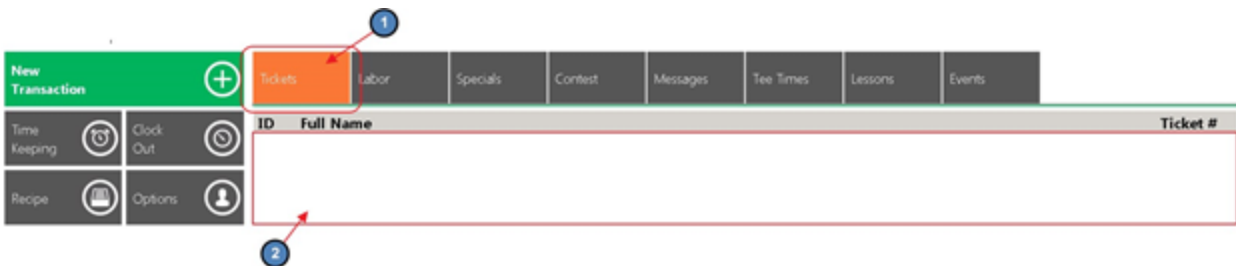 1
New
Transaction
Tickets Labor Specials Contest Messages Tee Times Lessons Events
ID Full Name Ticket #
Time
Keeping
Clock
Out
Recipe Options
2